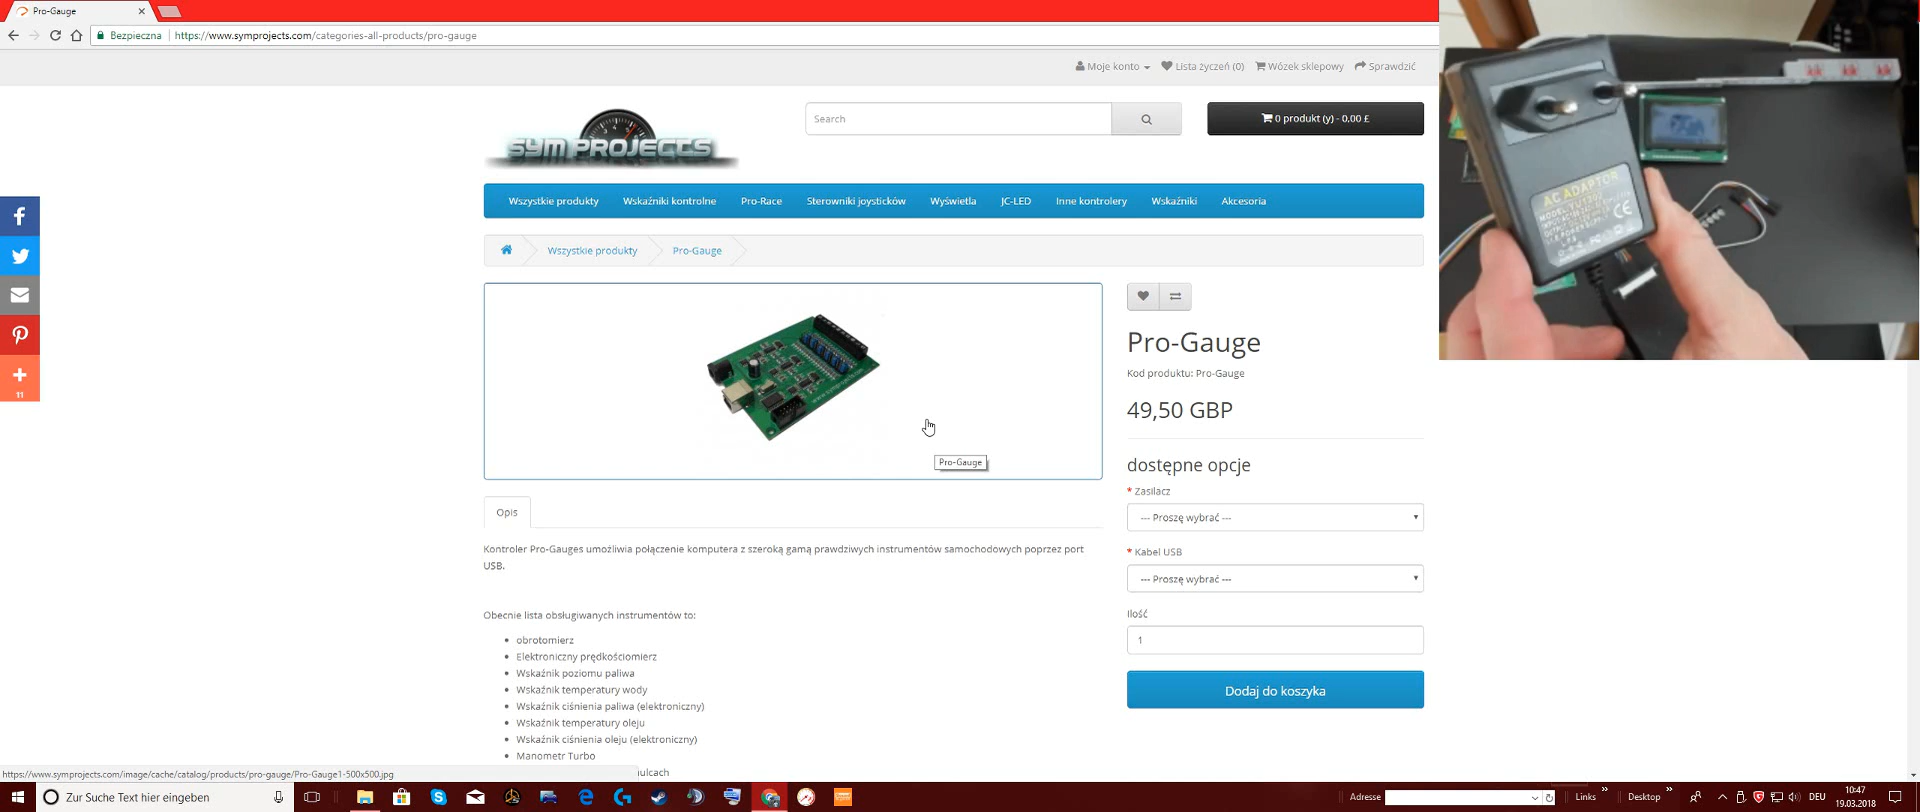 Pro-Gauge
Bezpieczna
https://www.symprojects.com/categories-all-products/pro-gauge
Moje konto
Lista życzeń (0)
Wózek sklepowy
Sprawdzić
SYM PROJECTS
Search
0 produkt (y) - 0,00 £
Wszystkie produkty
Wskaźniki kontrolne
Pro-Race
Sterowniki joysticków
Wyświetla
JC-LED
Inne kontrolery
Wskaźniki
Akcesoria
Wszystkie produkty
Pro-Gauge
AC ADAPTOR
11
Pro-Gauge
Pro-Gauge
Kod produktu: Pro-Gauge
49,50 GBP
dostępne opcje
* Zasilacz
--- Proszę wybrać ---
* Kabel USB
--- Proszę wybrać ---
Ilość
1
Dodaj do koszyka
Opis
Kontroler Pro-Gauges umożliwia połączenie komputera z szeroką gamą prawdziwych instrumentów samochodowych poprzez port
USB.
Obecnie lista obsługiwanych instrumentów to:
obrotomierz
Elektroniczny prędkościomierz
Wskaźnik poziomu paliwa
Wskaźnik temperatury wody
Wskaźnik ciśnienia paliwa (elektroniczny)
Wskaźnik temperatury oleju
Wskaźnik ciśnienia oleju (elektroniczny)
Manometr Turbo
https://www.symprojects.com/image/cache/catalog/products/pro-gauge/Pro-Gauge1-500x500.jpg
Zur Suche Text hier eingeben
Adresse
Links
Desktop
DEU
10:47
19.03.2018